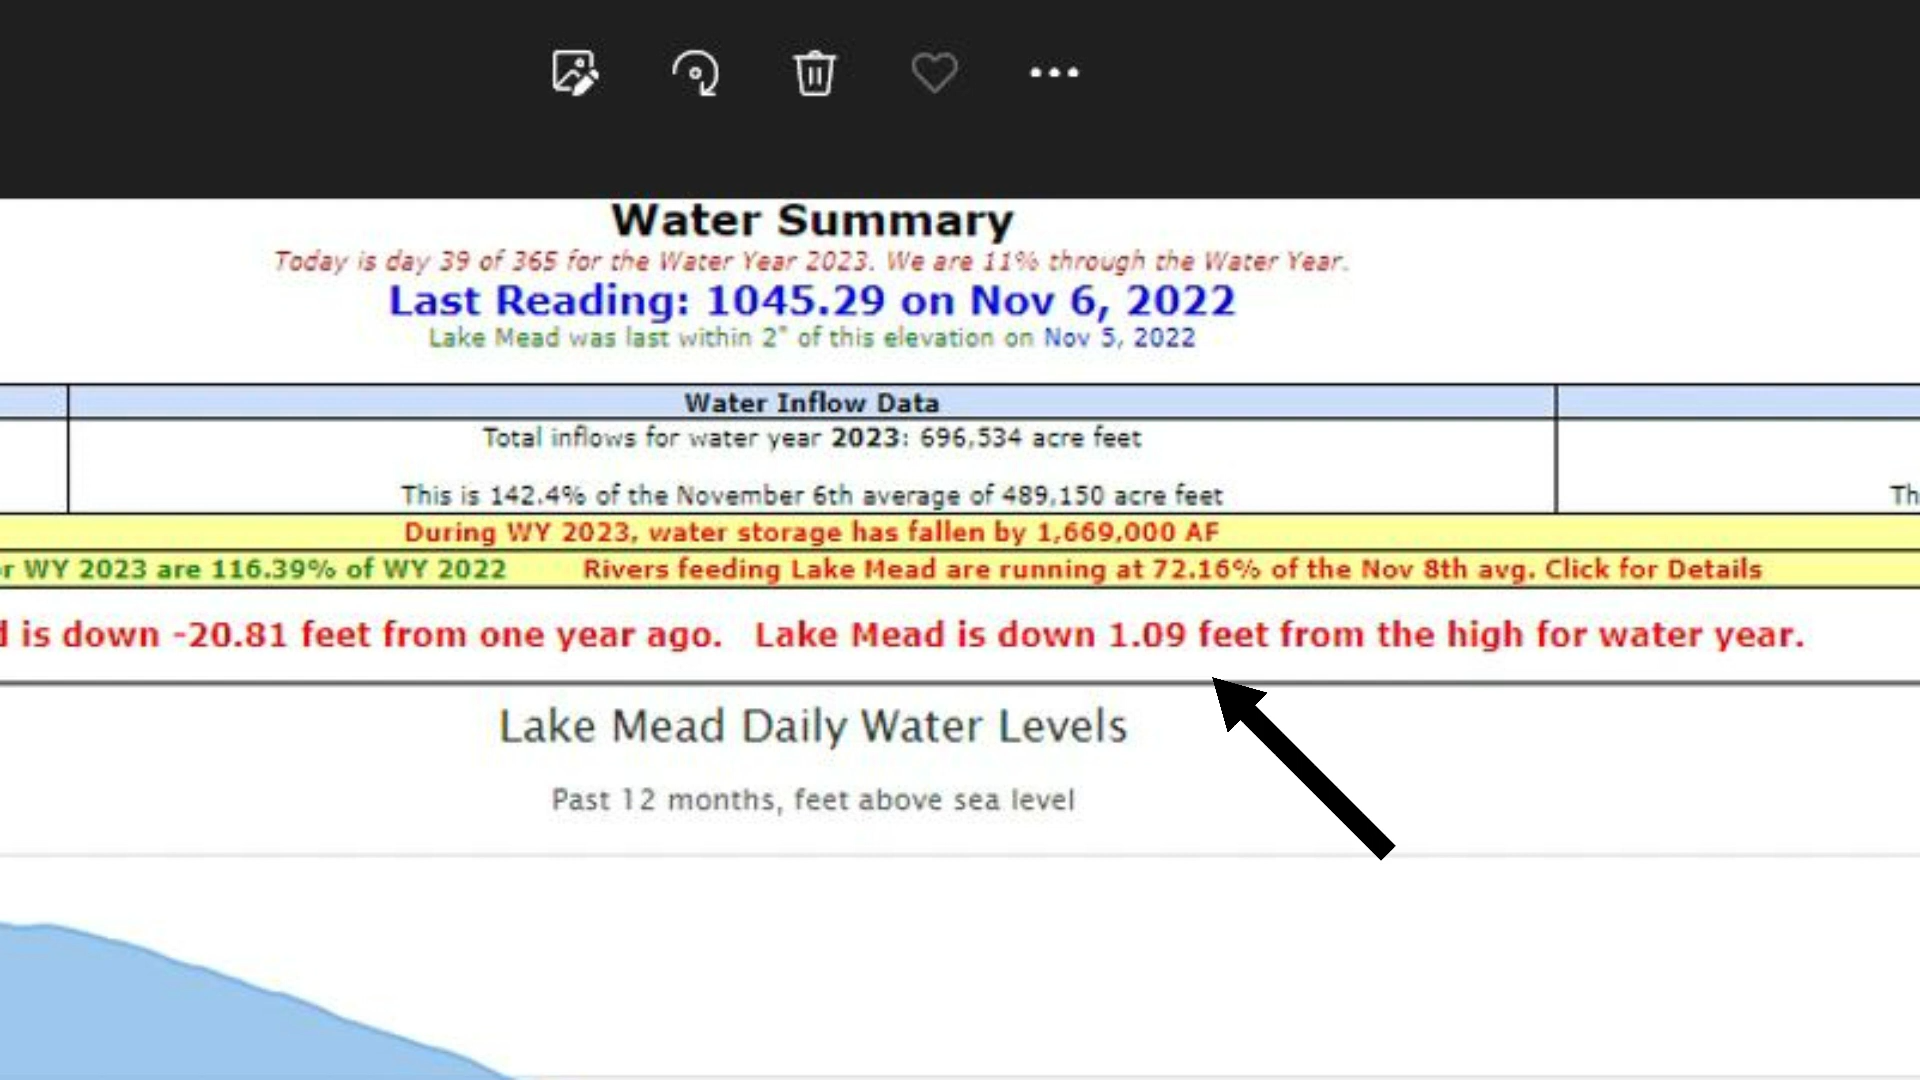 Water Summary
Today is day 39 of 365 for the Water Year 2023. We are 11% through the Water Year.
Last Reading: 1045.29 on Nov 6, 2022
Lake Mead was last within 2" of this elevation on Nov 5, 2022
Water Inflow Data
Total inflows for water year 2023: 696,534 acre feet
This is 142.4% of the November 6th average of 489,150 acre feet
Th
During WY 2023, water storage has fallen by 1,669,000 AF
r WY 2023 are 116.39% of WY 2022 Rivers feeding Lake Mead are running at 72.16% of the Nov 8th avg. Click for Details
d is down -20.81 feet from one year ago. Lake Mead is down 1.09 feet from the high for water year.
Lake Mead Daily Water Levels
Past 12 months, feet above sea level